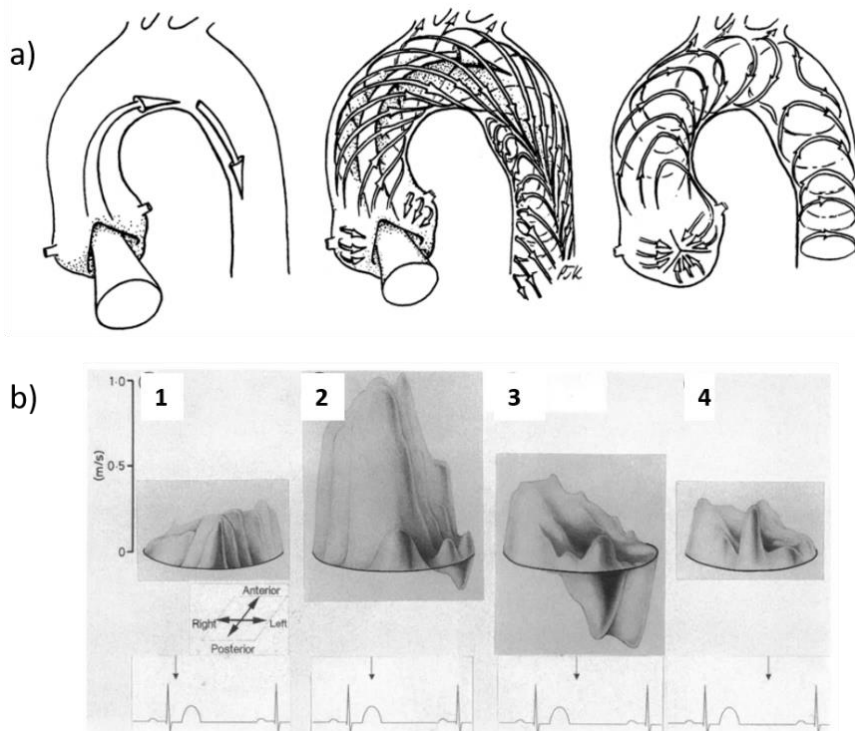 a)
PJK
b)
1
2
3
4
1·0
0·5
0
(m/s)
Anterior
Right
Left
Posterior